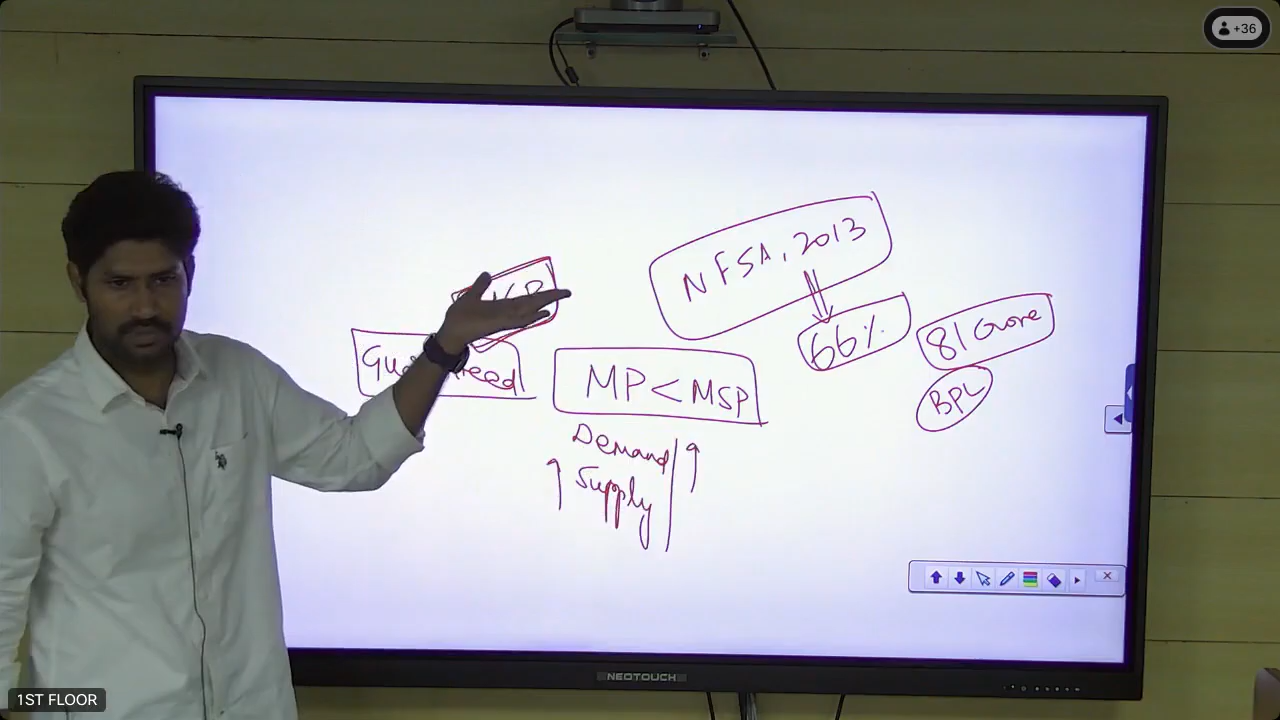 +36
NFSA, 2013
66%
81 Crore
BPL
MP < MSP
Demand
Supply
NEOTOUCH
1ST FLOOR